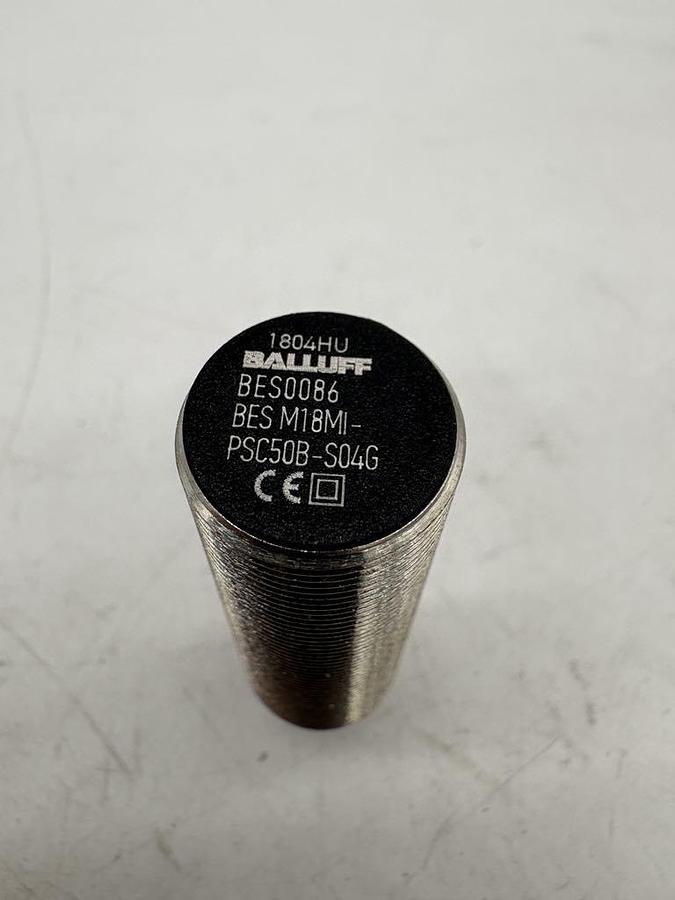 1804HU
BALLUFF
BES0086
BES M18MI-
PSC50B-S04G
CE